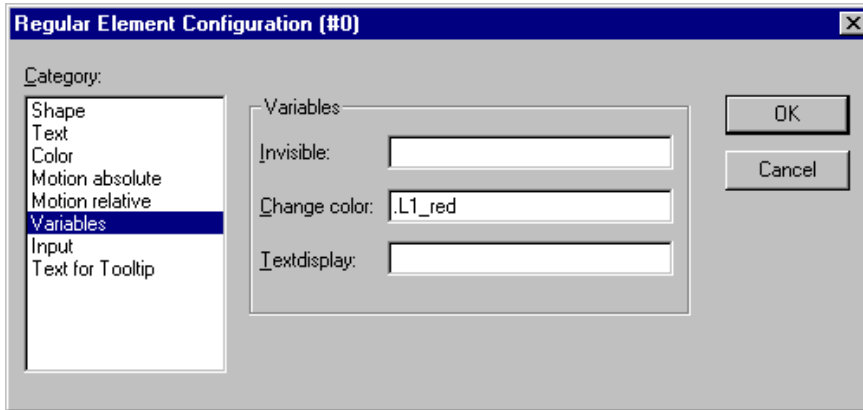 Regular Element Configuration (#0)
Category:
Shape
Text
Color
Motion absolute
Motion relative
Variables
Input
Text for Tooltip
Variables
Invisible:
Change color: .L1_red
Textdisplay:
OK
Cancel